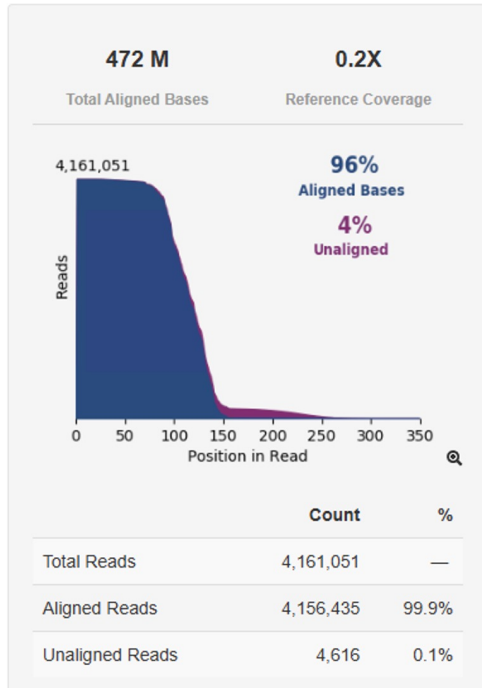 472 M 0.2X
Total Aligned Bases Reference Coverage
4,161,051
96%
Aligned Bases
4%
Unaligned
Reads
0 50 100 150 200 250 300 350
Position in Read
Count %
Total Reads 4,161,051 —
Aligned Reads 4,156,435 99.9%
Unaligned Reads 4,616 0.1%